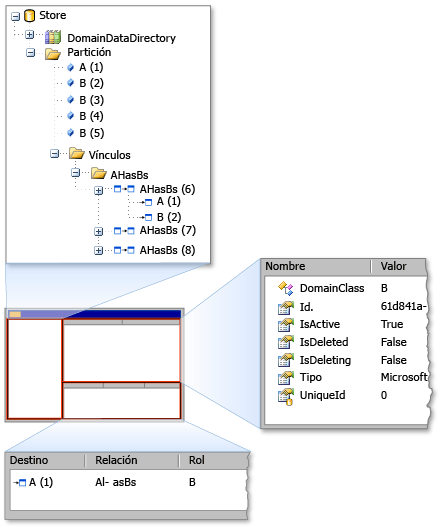 Store
DomainDataDirectory
Partición
A (1)
B (2)
B (3)
B (4)
B (5)
Vínculos
AHasBs
AHasBs (6)
A (1)
B (2)
AHasBs (7)
AHasBs (8)
Nombre Valor
DomainClass B
Id. 61d841a-
IsActive True
IsDeleted False
IsDeleting False
Tipo Microsoft
UniqueId 0
Destino Relación Rol
A (1) Al- asBs B